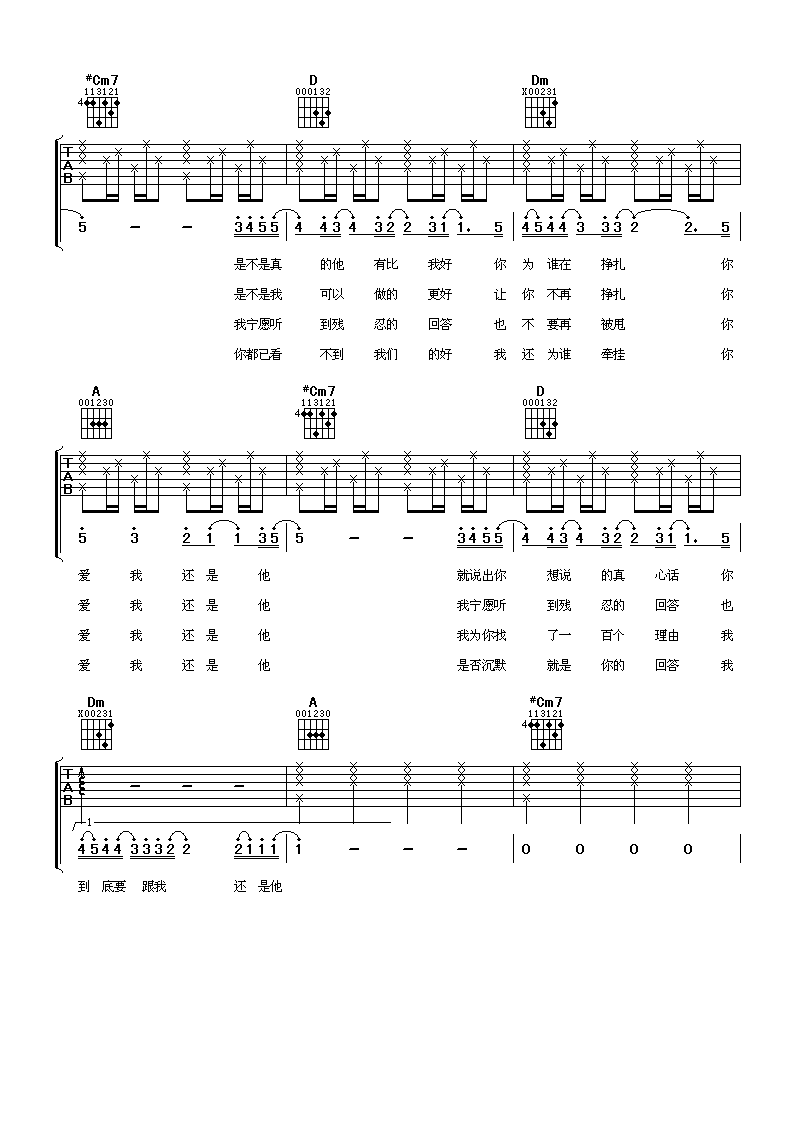 #Cm7 D Dm
113121 000132 X00231
4
T
A
B
5 - - 3455 4 434 322 311. 5 4544 3 332 2. 5
是不是真 的他 有比 我好 你 为 谁在 挣扎 你
是不是我 可以 做的 更好 让 你 不再 挣扎 你
我宁愿听 到残 忍的 回答 也 不 要再 被甩 你
你都已看 不到 我们 的好 我 还 为谁 牵挂 你
A #Cm7 D
001230 113121 000132
4
T
A
B
5 3 2 1 1 35 5 - - 3455 4 434 322 311. 5
爱 我 还 是 他 就说出你 想说 的真 心话 你
爱 我 还 是 他 我宁愿听 到残 忍的 回答 也
爱 我 还 是 他 我为你找 了一 百个 理由 我
爱 我 还 是 他 是否沉默 就是 你的 回答 我
Dm A #Cm7
X00231 001230 113121
4
T
A
B
- - -
1
4544 3332 2 2111 1 - - - 0 0 0 0
到 底要 跟我 还 是他